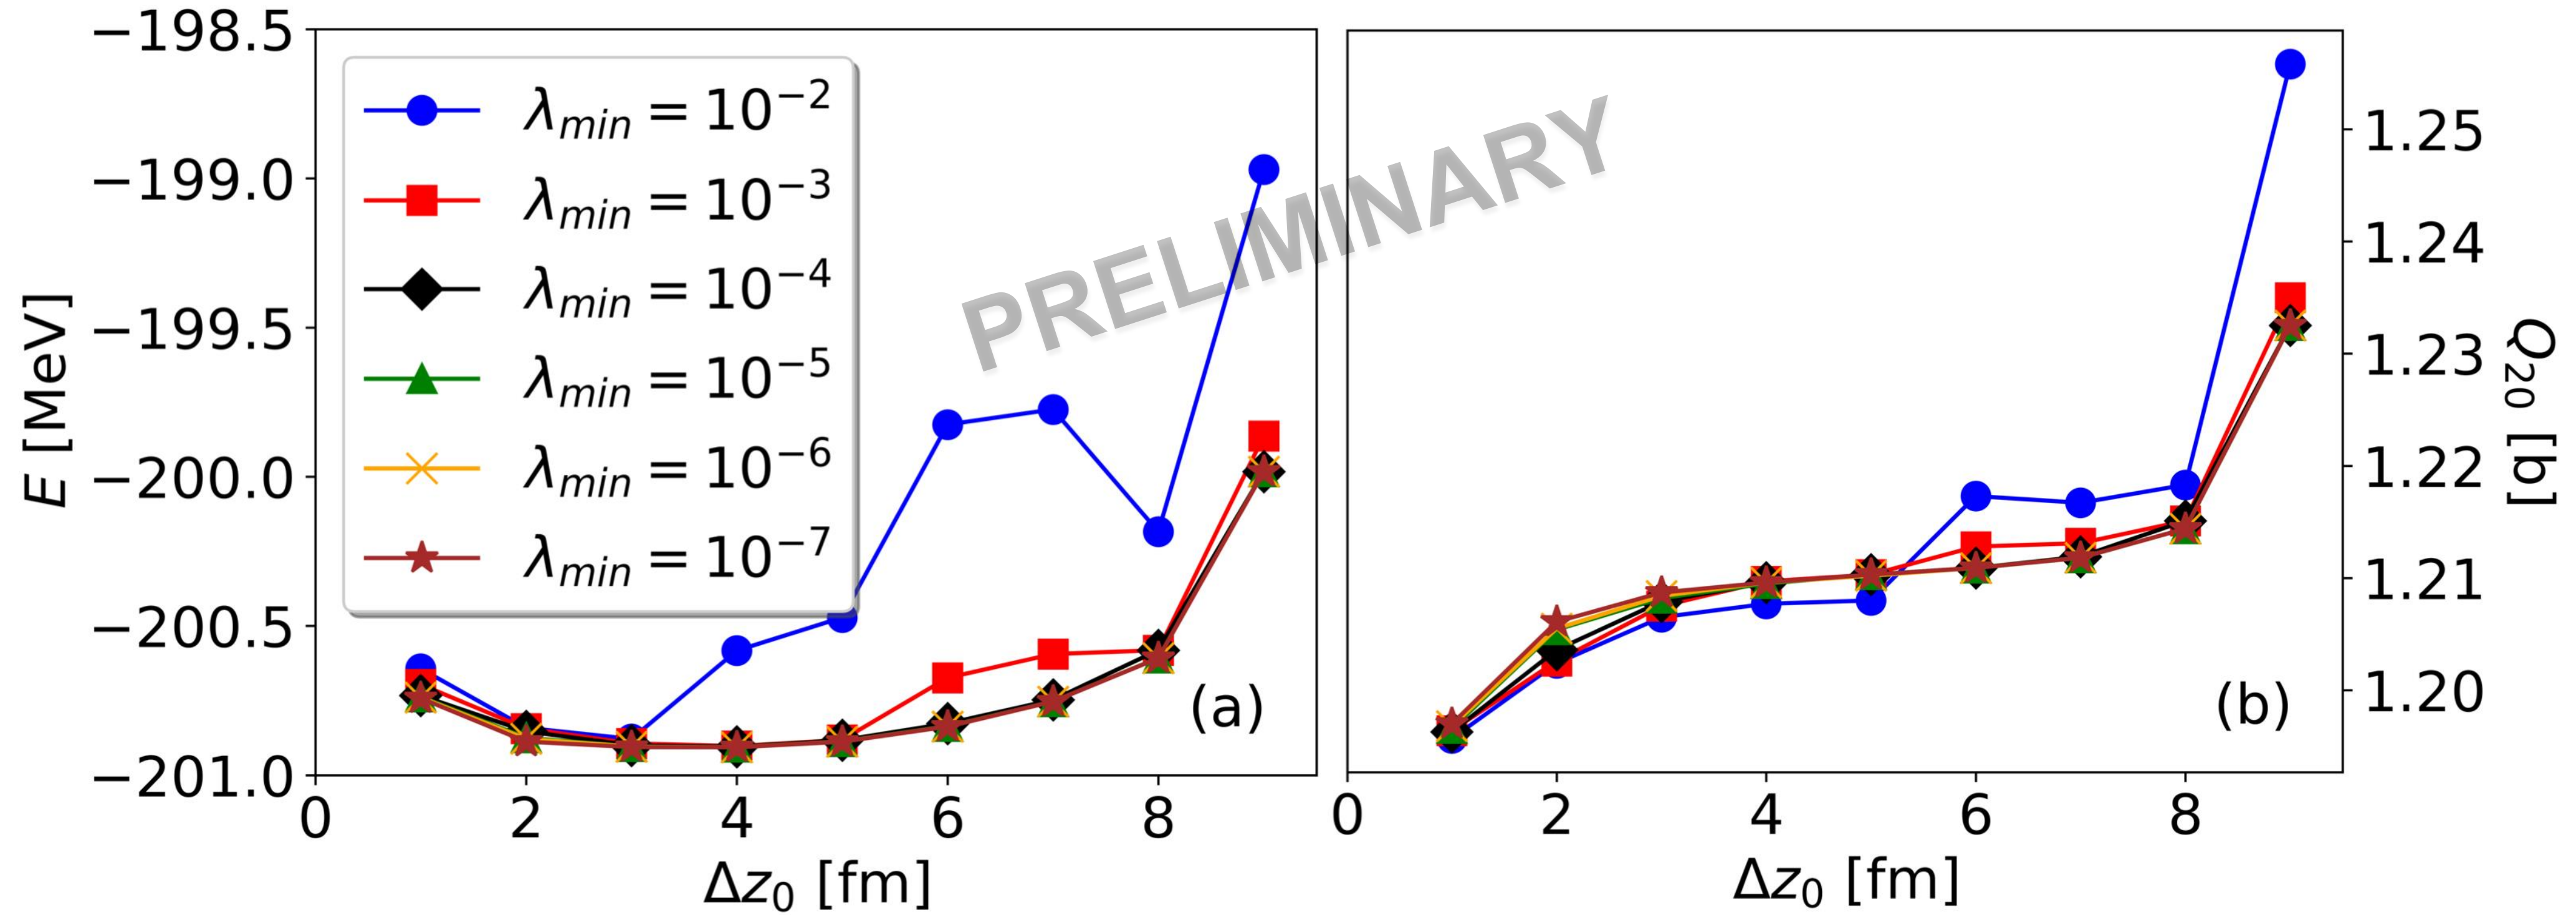 −198.5
−199.0
−199.5
−200.0
−200.5
−201.0
E [MeV]
λmin = 10−2
λmin = 10−3
λmin = 10−4
λmin = 10−5
λmin = 10−6
λmin = 10−7
PRELIMINARY
(a)
0 2 4 6 8
Δz0 [fm]
(b)
0 2 4 6 8
Δz0 [fm]
1.25
1.24
1.23
1.22
1.21
1.20
Q20 [b]